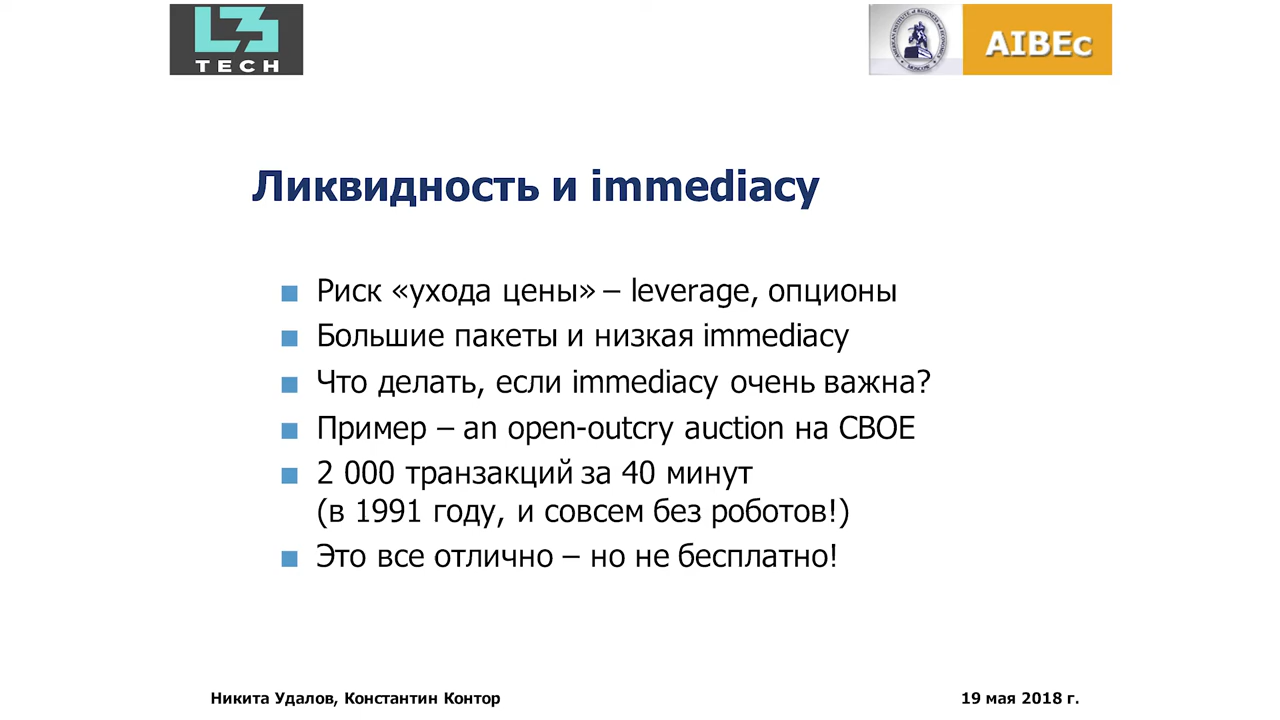 L3
TECH
AIBEc
Ликвидность и immediacy
Риск «ухода цены» – leverage, опционы
Большие пакеты и низкая immediacy
Что делать, если immediacy очень важна?
Пример – an open-outcry auction на CBOE
2 000 транзакций за 40 минут
(в 1991 году, и совсем без роботов!)
Это все отлично – но не бесплатно!
Никита Удалов, Константин Контор
19 мая 2018 г.